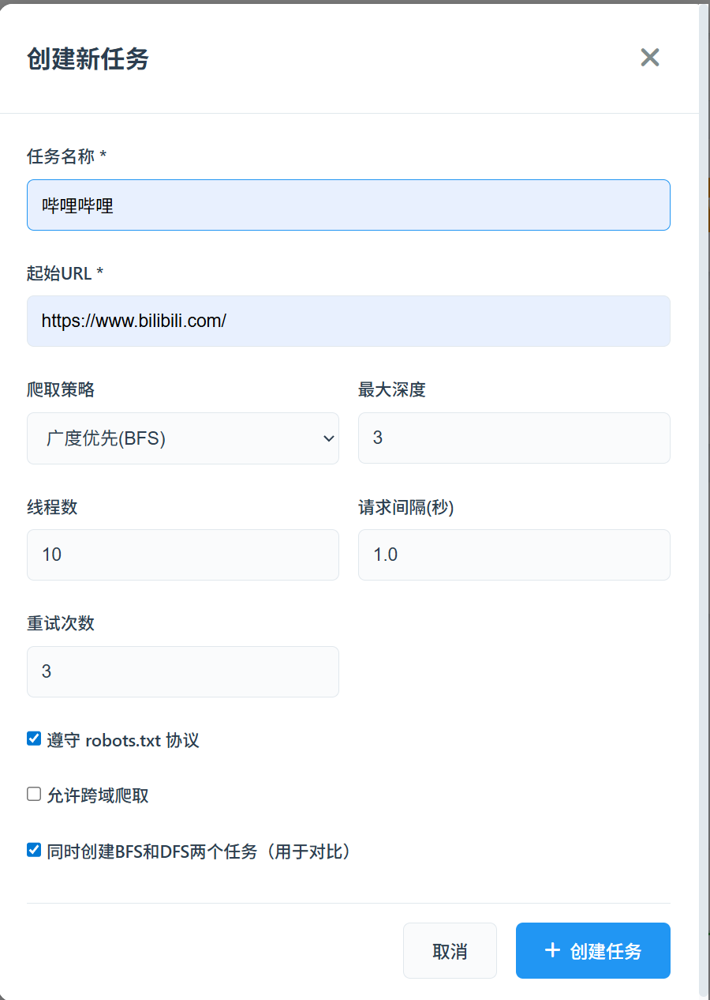 创建新任务
任务名称 *
哔哩哔哩
起始URL *
https://www.bilibili.com/
爬取策略
最大深度
广度优先(BFS)
3
线程数
请求间隔(秒)
10
1.0
重试次数
3
遵守 robots.txt 协议
允许跨域爬取
同时创建BFS和DFS两个任务（用于对比）
取消
+ 创建任务